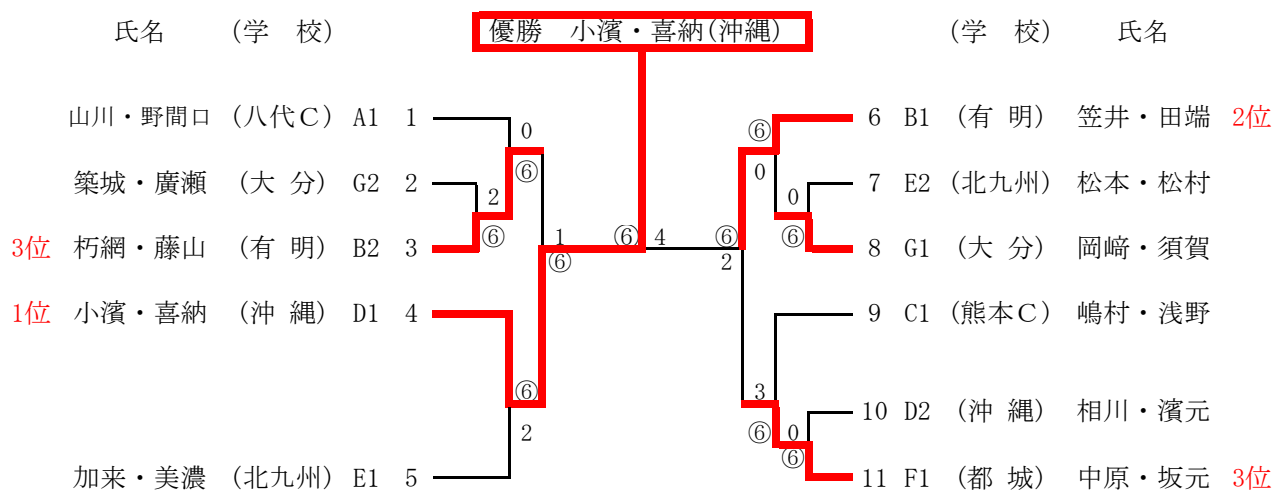 氏名 (学 校) 優勝 小濱・喜納(沖縄) (学 校) 氏名
山川・野間口 (八代C) A1 1 0 ⑥ 6 B1 (有 明) 笠井・田端 2位
⑥ 0
築城・廣瀬 (大 分) G2 2 2 0 7 E2 (北九州) 松本・松村
3位 朽網・藤山 (有 明) B2 3 ⑥ 1 ⑥ 4 ⑥ ⑥ 8 G1 (大 分) 岡﨑・須賀
⑥ 2
1位 小濱・喜納 (沖 縄) D1 4 9 C1 (熊本C) 嶋村・浅野
⑥ 3
2 ⑥ 0 10 D2 (沖 縄) 相川・濱元
⑥
加来・美濃 (北九州) E1 5 11 F1 (都 城) 中原・坂元 3位